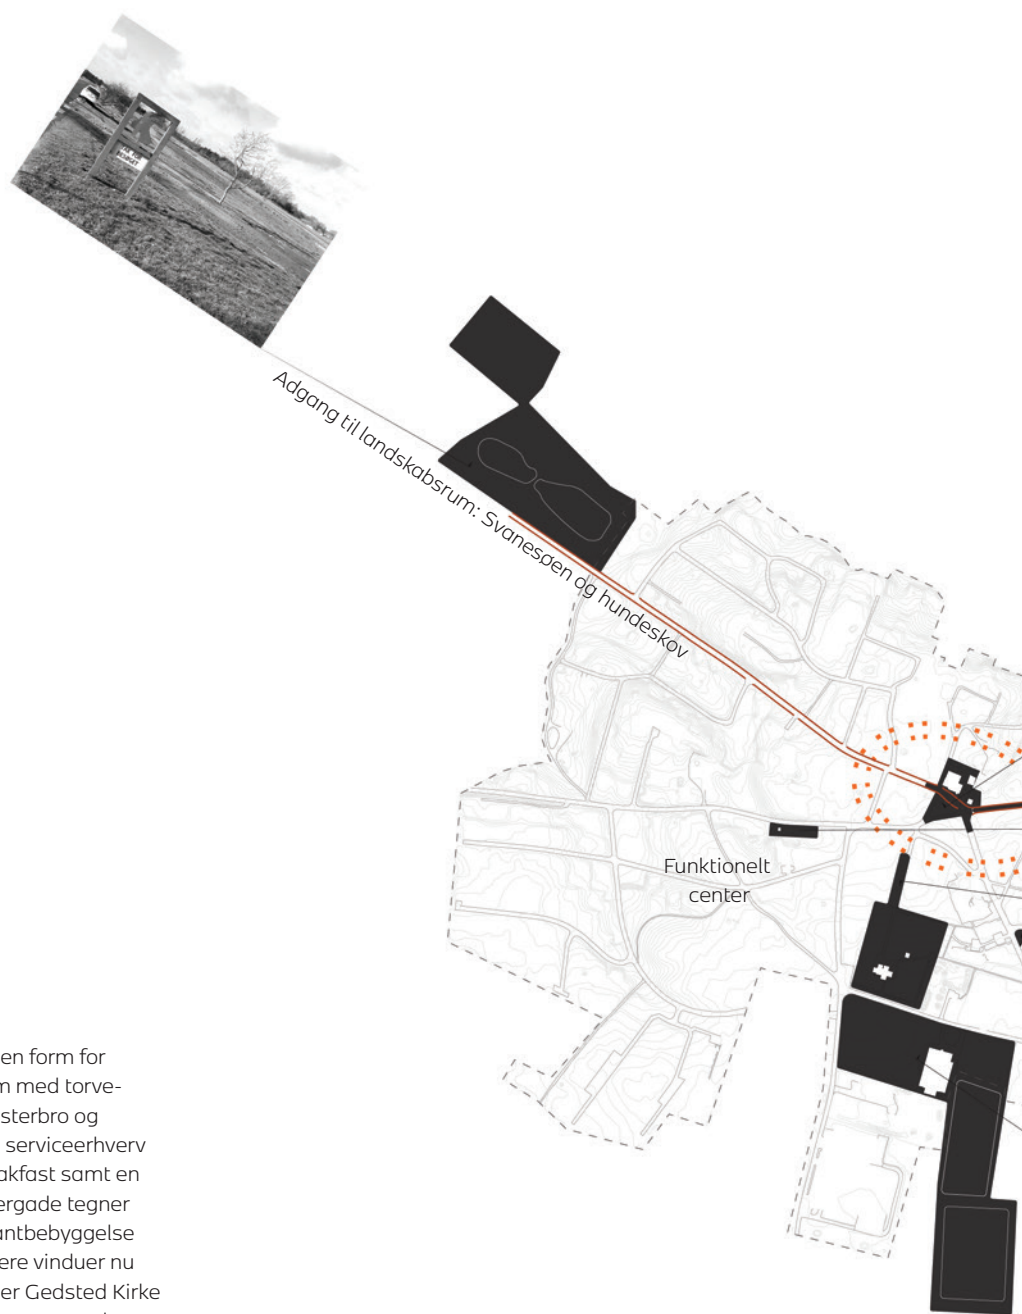 Adgang til landskabsrum: Svanesøen og hundeskov
Funktionelt
center
en form for
med torve-
sterbro og
serviceerhverv
akfast samt en
ergade tegner
antbebyggelse
ere vinduer nu
er Gedsted Kirke